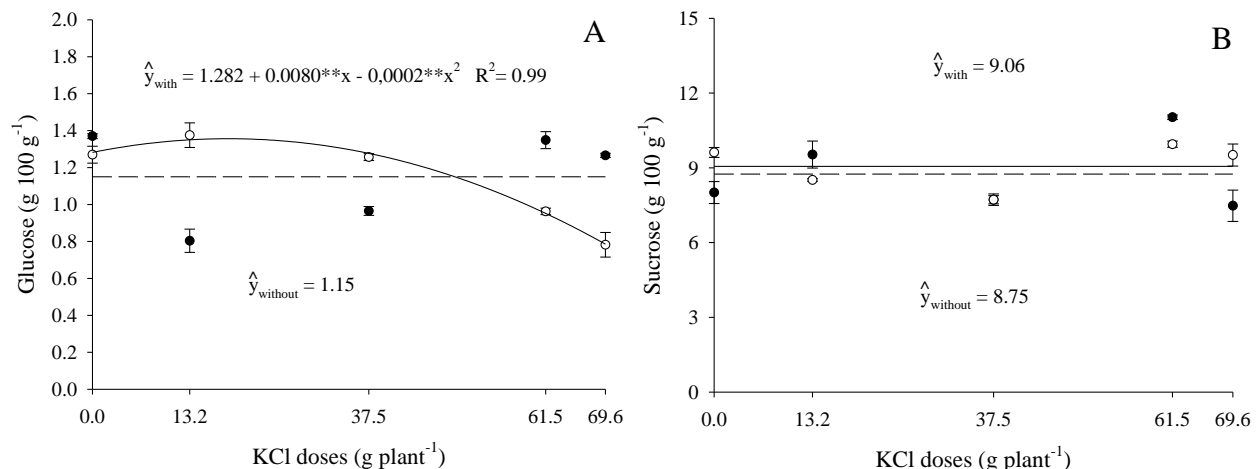 A
ŷwith = 1.282 + 0.0080**x - 0,0002**x² R²= 0.99
ŷwithout = 1.15
Glucose (g 100 g⁻¹)
2.0
1.8
1.6
1.4
1.2
1.0
0.8
0.6
0.4
0.2
0.0
0.0 13.2 37.5 61.5 69.6
KCl doses (g plant⁻¹)
B
ŷwith = 9.06
ŷwithout = 8.75
Sucrose (g 100 g⁻¹)
15
12
9
6
3
0
0.0 13.2 37.5 61.5 69.6
KCl doses (g plant⁻¹)